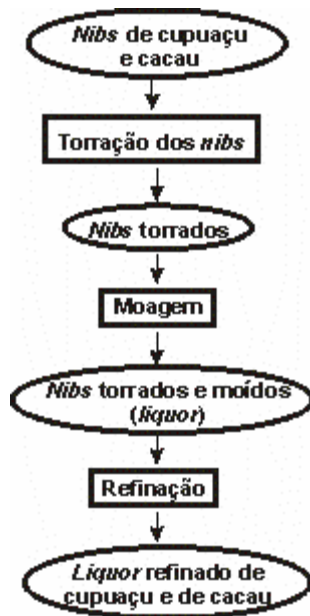 Nibs de cupuaçu
e cacau
Torração dos nibs
Nibs torrados
Moagem
Nibs torrados e moídos
(liquor)
Refinação
Liquor refinado de
cupuaçu e de cacau